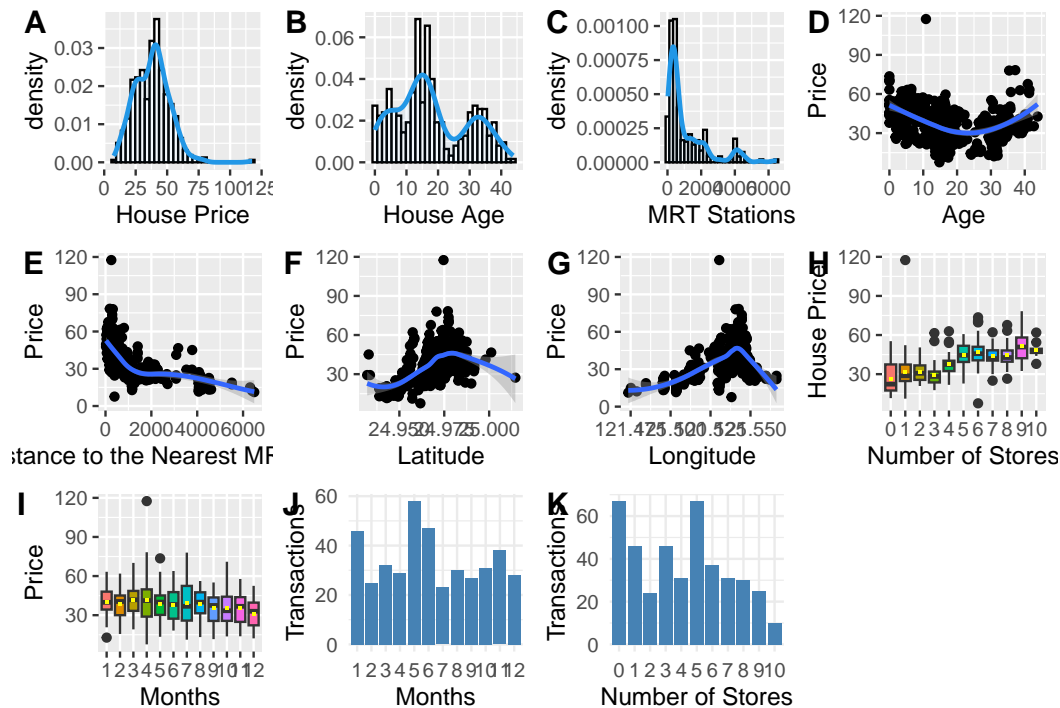 A
density
0.03
0.02
0.01
0.00
0 25 50 75 100 125
House Price
B
density
0.06
0.04
0.02
0.00
0 10 20 30 40
House Age
C
density
0.00100
0.00075
0.00050
0.00025
0.00000
0 2000 4000 6000
MRT Stations
D
Price
120
90
60
30
0 10 20 30 40
Age
E
Price
120
90
60
30
0
0 2000 4000 6000
stance to the Nearest MR
F
Price
120
90
60
30
24.950 24.975 25.000
Latitude
G
Price
120
90
60
30
0
121.475 121.500 121.525 121.550
Longitude
H
House Price
120
90
60
30
0 1 2 3 4 5 6 7 8 9 10
Number of Stores
I
Price
120
90
60
30
1 2 3 4 5 6 7 8 9 10 11 12
Months
J
Transactions
60
40
20
0
1 2 3 4 5 6 7 8 9 10 11 12
Months
K
Transactions
60
40
20
0
0 1 2 3 4 5 6 7 8 9 10
Number of Stores